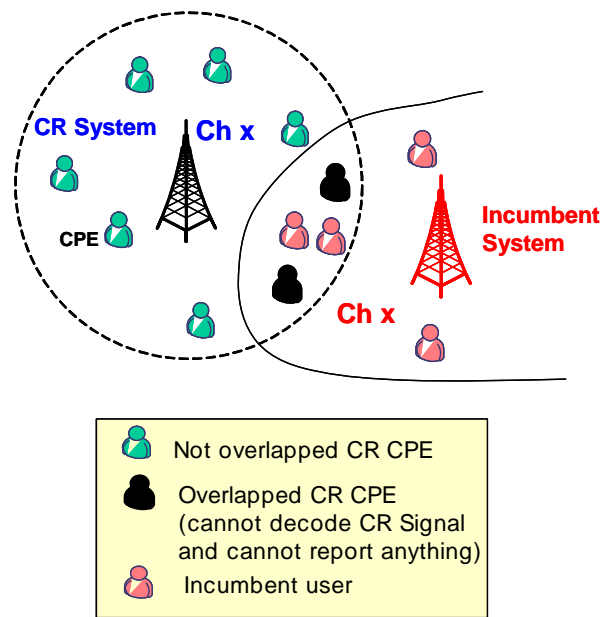 CR System
Ch x
CPE
Incumbent
System
Ch x
Not overlapped CR CPE
Overlapped CR CPE
(cannot decode CR Signal
and cannot report anything)
Incumbent user